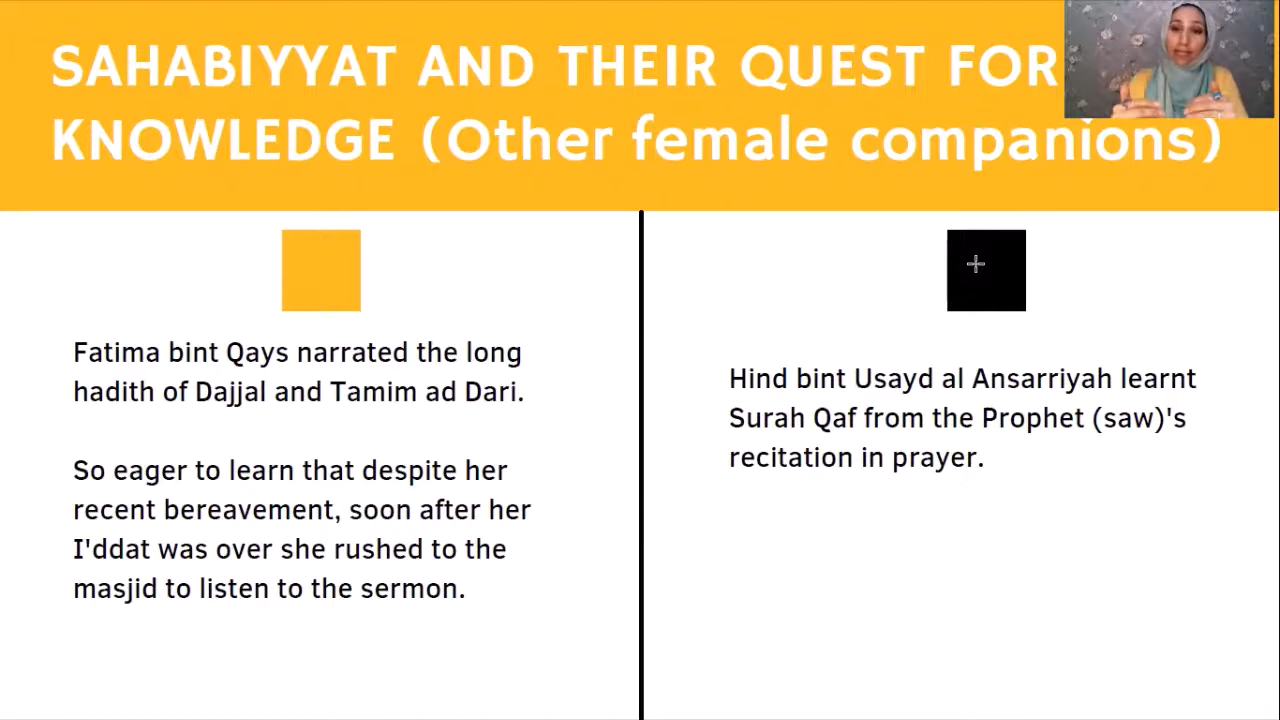 SAHABIYYAT AND THEIR QUEST FOR
KNOWLEDGE (Other female companions)
Fatima bint Qays narrated the long
hadith of Dajjal and Tamim ad Dari.
So eager to learn that despite her
recent bereavement, soon after her
I'ddat was over she rushed to the
masjid to listen to the sermon.
Hind bint Usayd al Ansarriyah learnt
Surah Qaf from the Prophet (saw)'s
recitation in prayer.